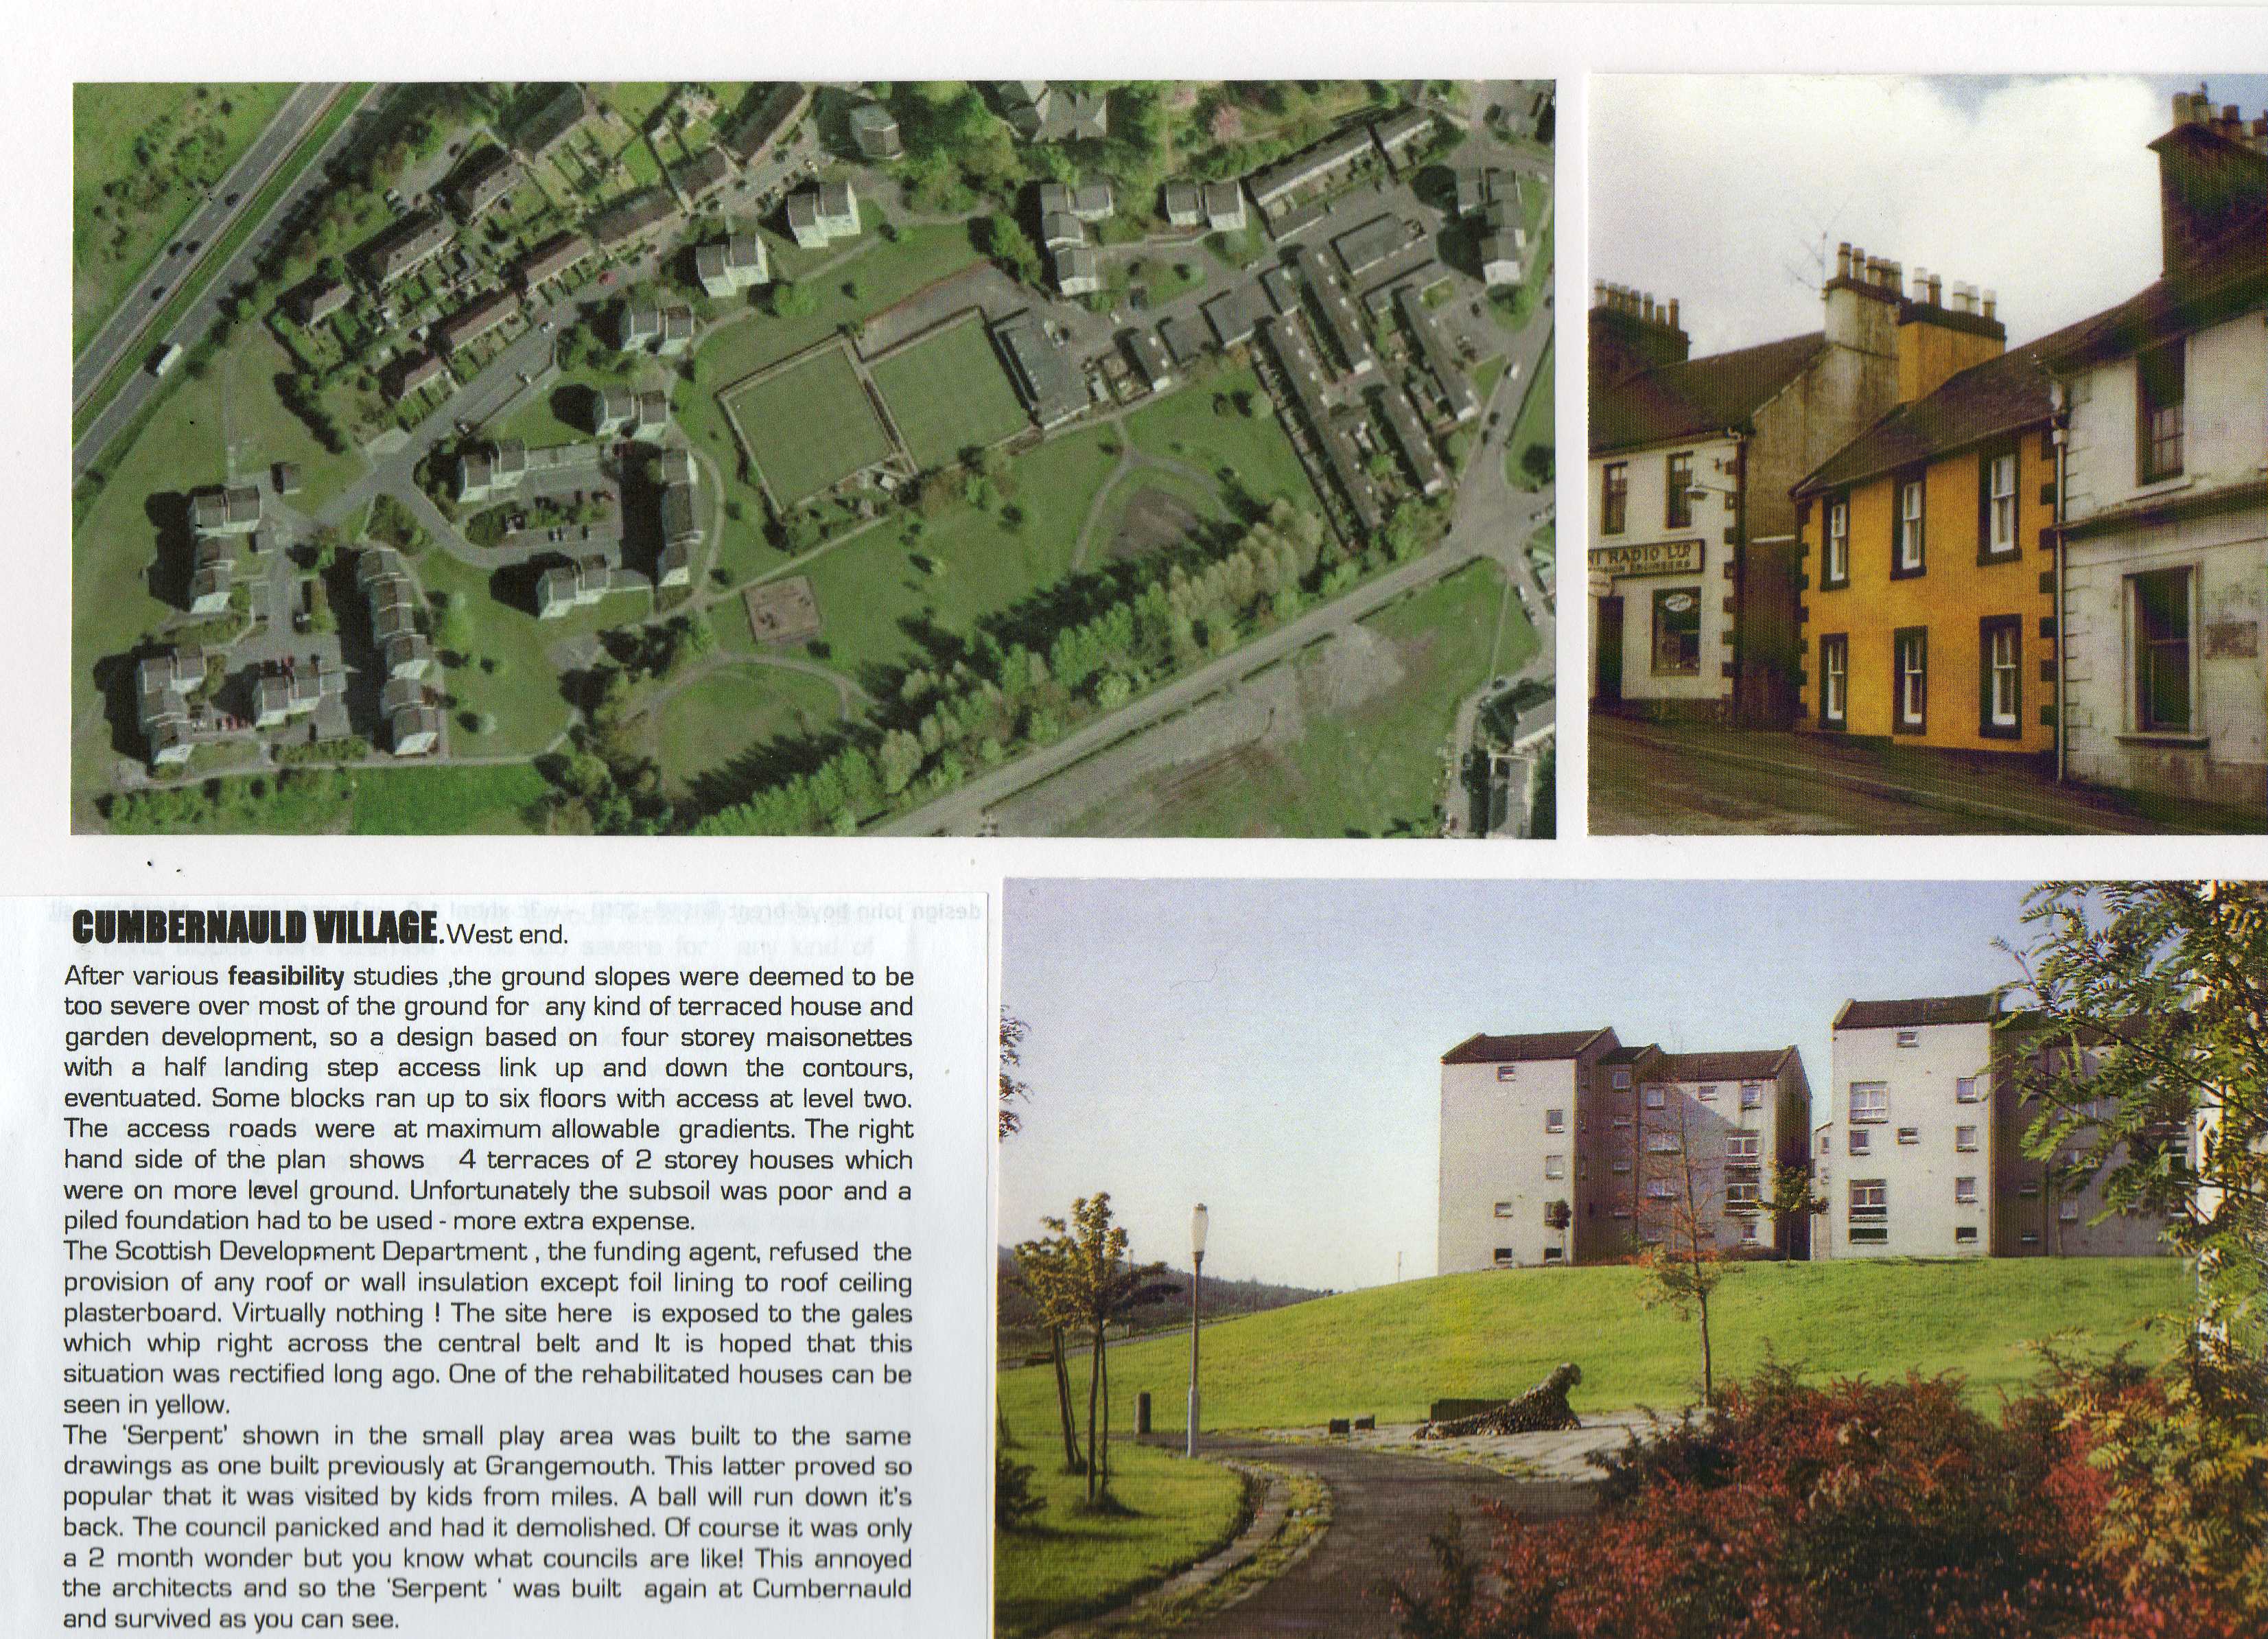 NI RADIO LTD
ENGINEERS
CUMBERNAULD VILLAGE. West end.
After various feasibility studies ,the ground slopes were deemed to be
too severe over most of the ground for any kind of terraced house and
garden development, so a design based on four storey maisonettes
with a half landing step access link up and down the contours,
eventuated. Some blocks ran up to six floors with access at level two.
The access roads were at maximum allowable gradients. The right
hand side of the plan shows 4 terraces of 2 storey houses which
were on more level ground. Unfortunately the subsoil was poor and a
piled foundation had to be used - more extra expense.
The Scottish Development Department , the funding agent, refused the
provision of any roof or wall insulation except foil lining to roof ceiling
plasterboard. Virtually nothing ! The site here is exposed to the gales
which whip right across the central belt and It is hoped that this
situation was rectified long ago. One of the rehabilitated houses can be
seen in yellow.
The 'Serpent' shown in the small play area was built to the same
drawings as one built previously at Grangemouth. This latter proved so
popular that it was visited by kids from miles. A ball will run down it's
back. The council panicked and had it demolished. Of course it was only
a 2 month wonder but you know what councils are like! This annoyed
the architects and so the 'Serpent ' was built again at Cumbernauld
and survived as you can see.